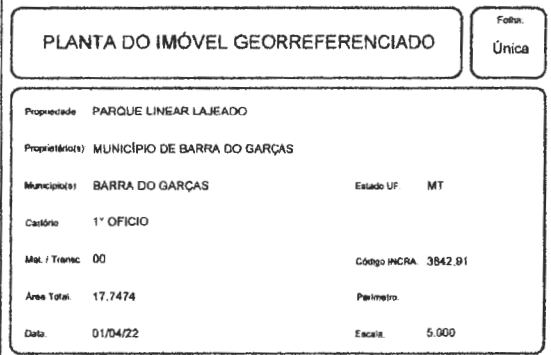 PLANTA DO IMÓVEL GEORREFERENCIADO
Folha.
Única
Propriedade PARQUE LINEAR LAJEADO
Proprietário(s) MUNICÍPIO DE BARRA DO GARÇAS
Município(s) BARRA DO GARÇAS Estado UF. MT
Cartório 1º OFICIO
Mat. / Transc. 00 Código INCRA. 3842,91
Área Total. 17,7474 Perímetro.
Data. 01/04/22 Escala. 5.000